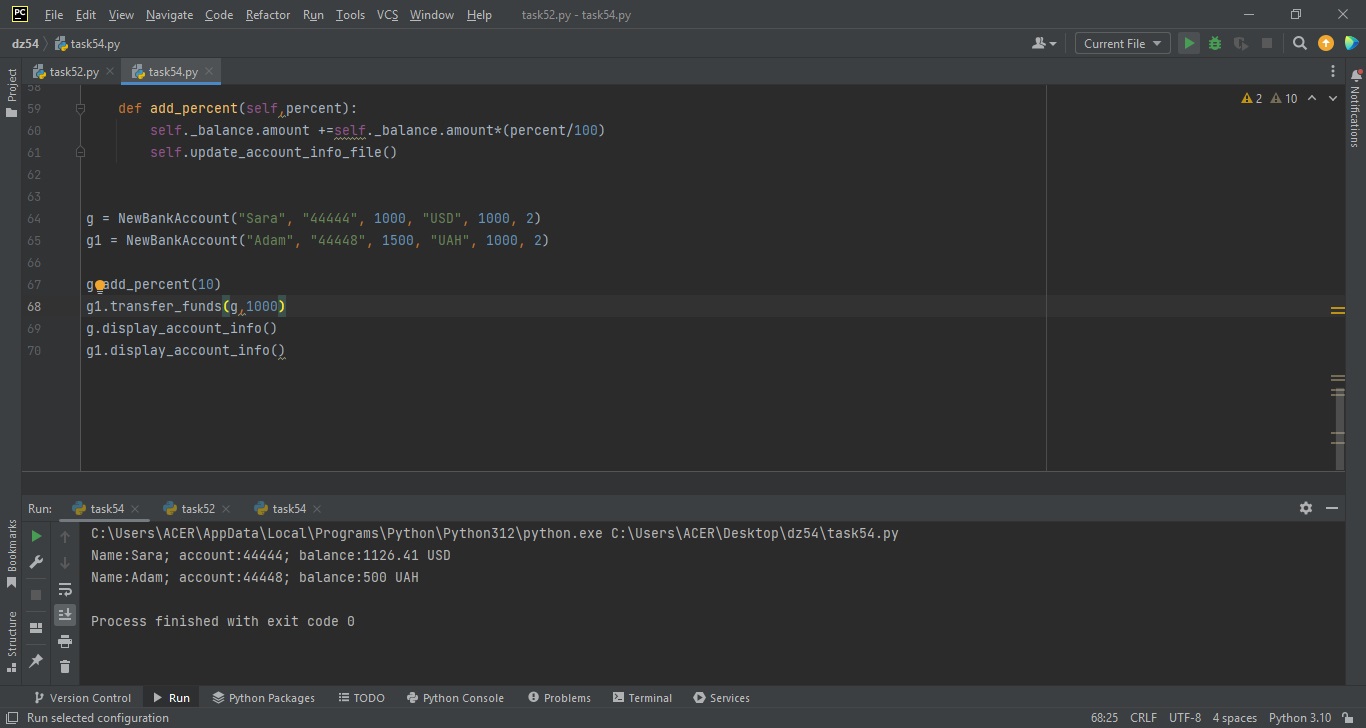 PC File Edit View Navigate Code Refactor Run Tools VCS Window Help task52.py - task54.py
dz54 task54.py Current File
task52.py task54.py
58
59 def add_percent(self,percent): 2 10
60 self._balance.amount +=self._balance.amount*(percent/100)
61 self.update_account_info_file()
62
63
64 g = NewBankAccount("Sara", "44444", 1000, "USD", 1000, 2)
65 g1 = NewBankAccount("Adam", "44448", 1500, "UAH", 1000, 2)
66
67 g.add_percent(10)
68 g1.transfer_funds(g,1000)
69 g.display_account_info()
70 g1.display_account_info()
Project
Bookmarks
Structure
Notifications
Run: task54 task52 task54
C:\Users\ACER\AppData\Local\Programs\Python\Python312\python.exe C:\Users\ACER\Desktop\dz54\task54.py
Name:Sara; account:44444; balance:1126.41 USD
Name:Adam; account:44448; balance:500 UAH
Process finished with exit code 0
Version Control Run Python Packages TODO Python Console Problems Terminal Services
Run selected configuration 68:25 CRLF UTF-8 4 spaces Python 3.10